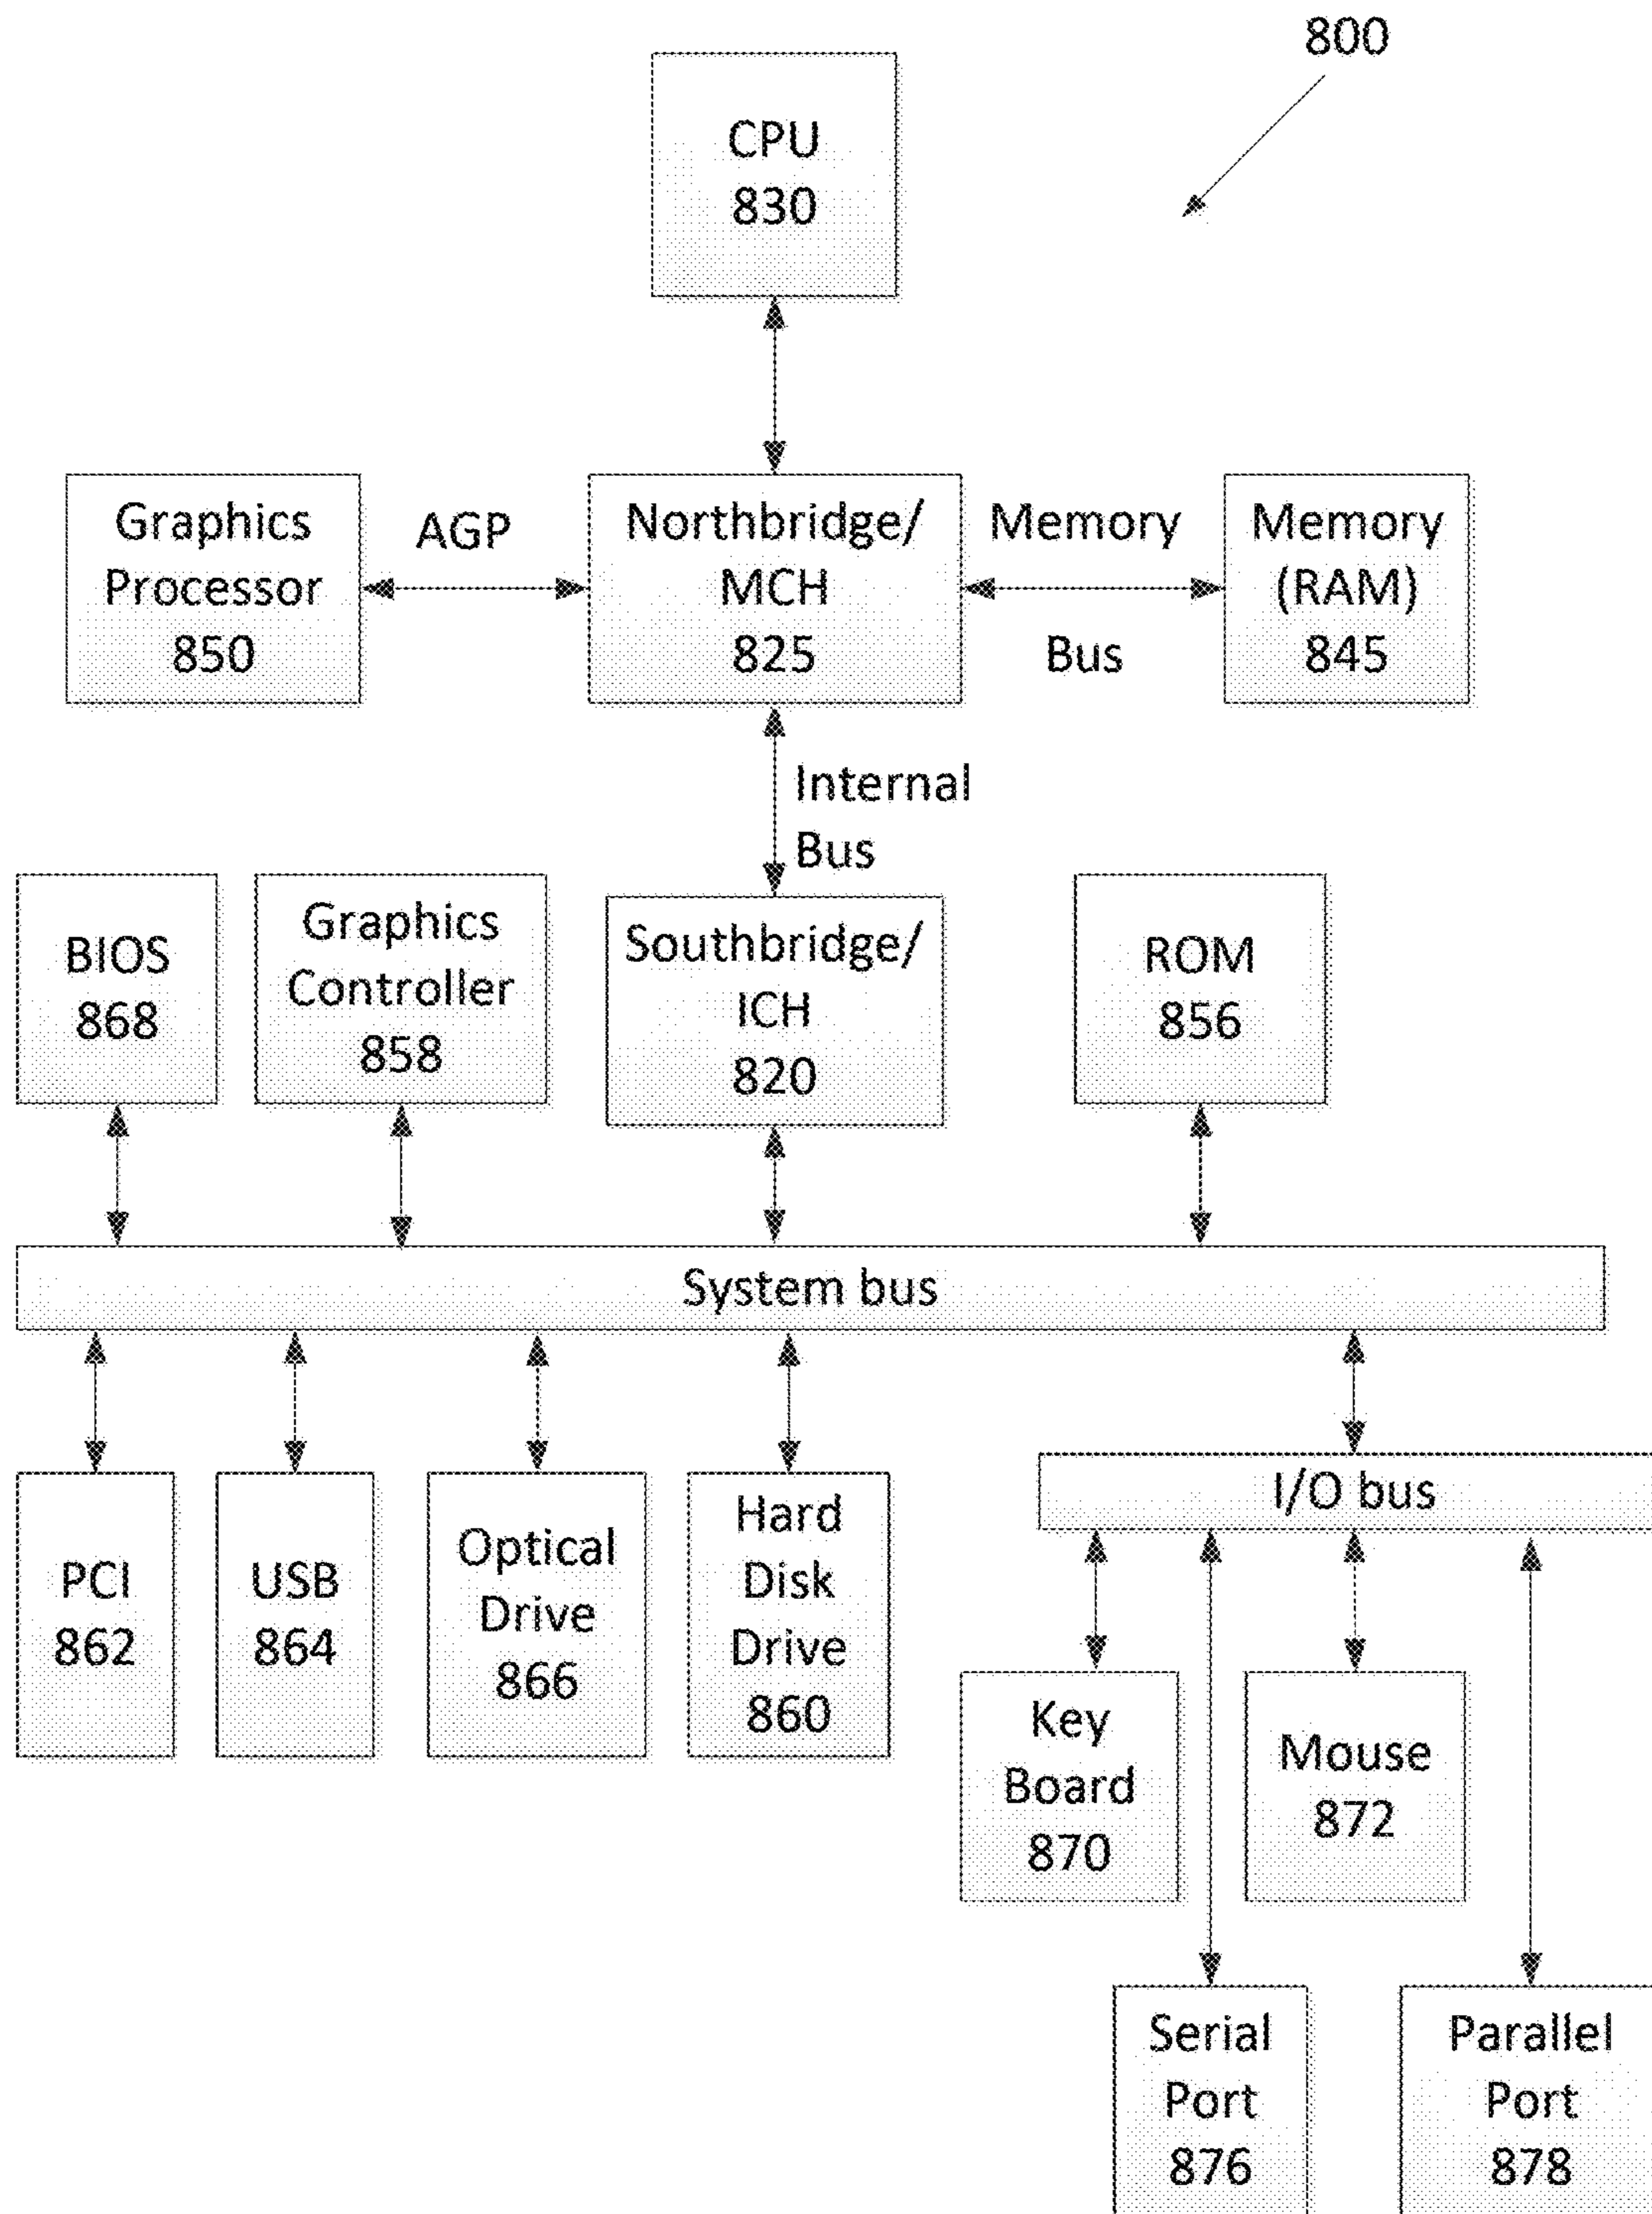 800
CPU
830
Graphics
Processor
850
AGP
Northbridge/
MCH
825
Memory
Bus
Memory
(RAM)
845
Internal
Bus
BIOS
868
Graphics
Controller
858
Southbridge/
ICH
820
ROM
856
System bus
PCI
862
USB
864
Optical
Drive
866
Hard
Disk
Drive
860
I/O bus
Key
Board
870
Mouse
872
Serial
Port
876
Parallel
Port
878